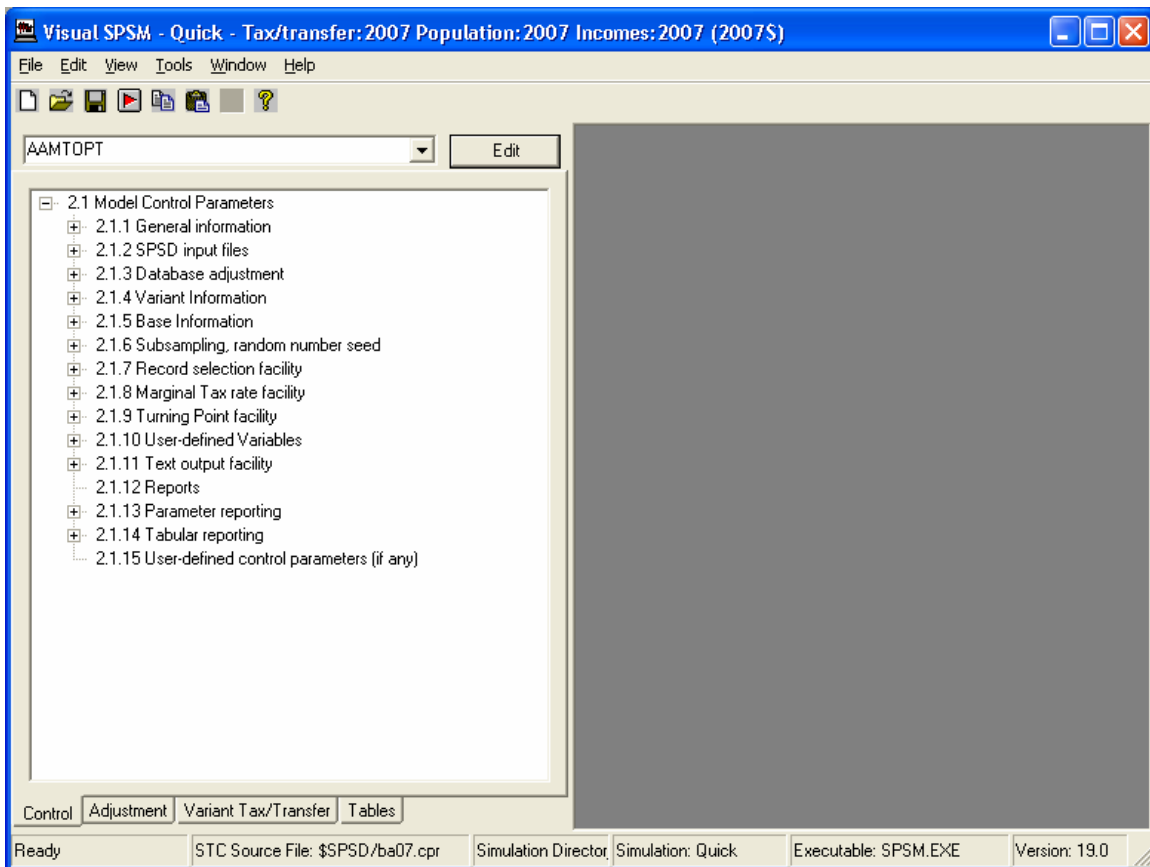 Visual SPSM - Quick - Tax/transfer:2007 Population:2007 Incomes:2007 (2007$)
File Edit View Tools Window Help
AAMTOPT Edit
2.1 Model Control Parameters
2.1.1 General information
2.1.2 SPSD input files
2.1.3 Database adjustment
2.1.4 Variant Information
2.1.5 Base Information
2.1.6 Subsampling, random number seed
2.1.7 Record selection facility
2.1.8 Marginal Tax rate facility
2.1.9 Turning Point facility
2.1.10 User-defined Variables
2.1.11 Text output facility
2.1.12 Reports
2.1.13 Parameter reporting
2.1.14 Tabular reporting
2.1.15 User-defined control parameters (if any)
Control Adjustment Variant Tax/Transfer Tables
Ready STC Source File: $SPSD/ba07.cpr Simulation Director Simulation: Quick Executable: SPSM.EXE Version: 19.0